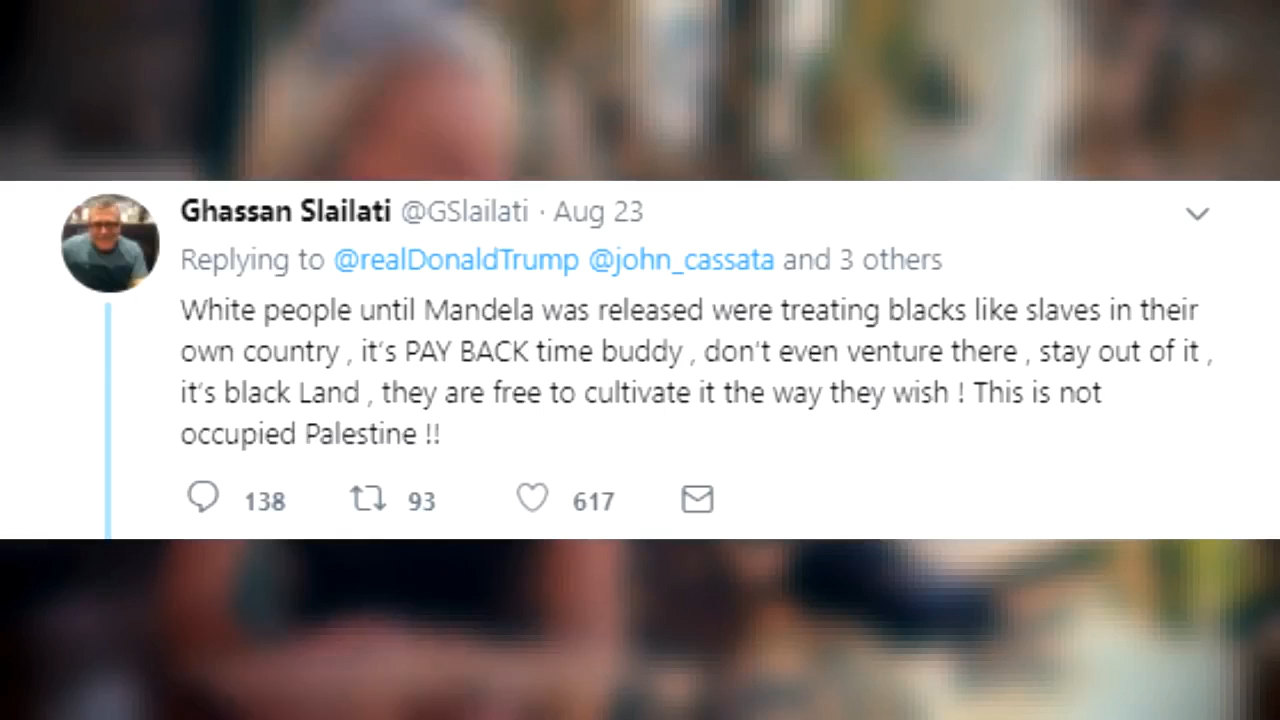 Ghassan Slailati @GSlailati · Aug 23
Replying to @realDonaldTrump @john_cassata and 3 others
White people until Mandela was released were treating blacks like slaves in their
own country , it's PAY BACK time buddy , don't even venture there , stay out of it ,
it's black Land , they are free to cultivate it the way they wish ! This is not
occupied Palestine !!
138 93 617